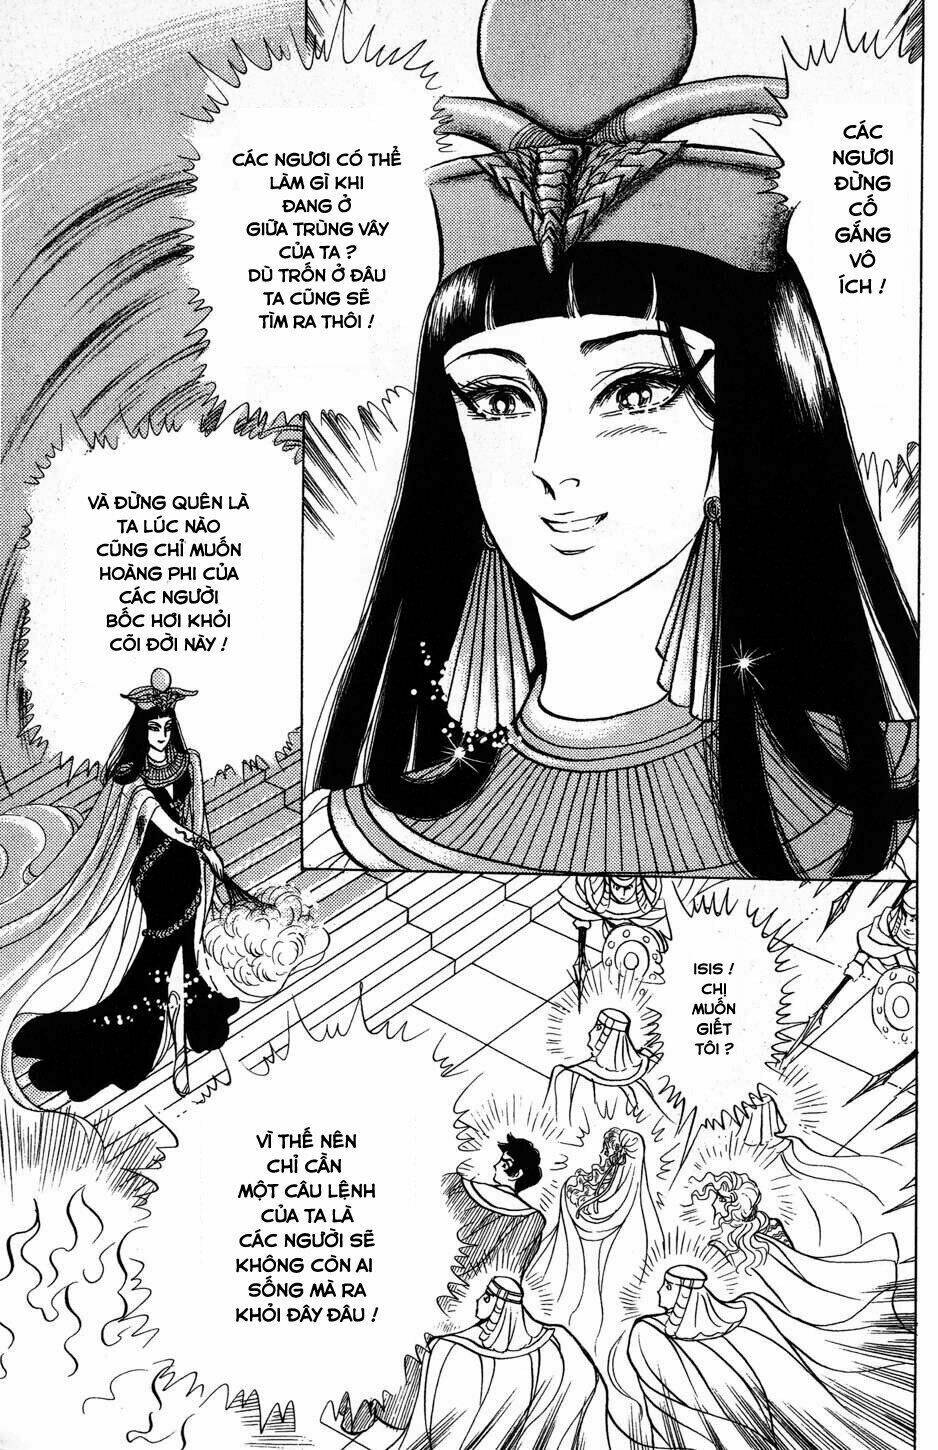 CÁC
NGƯƠI
ĐỪNG
CỐ
GẮNG
VÔ
ÍCH !
CÁC NGƯƠI CÓ THỂ
LÀM GÌ KHI
ĐANG Ở
GIỮA TRÙNG VÂY
CỦA TA ?
DÙ TRỐN Ở ĐÂU
TA CŨNG SẼ
TÌM RA THÔI !
VÀ ĐỪNG QUÊN LÀ
TA LÚC NÀO
CŨNG CHỈ MUỐN
HOÀNG PHI CỦA
CÁC NGƯỜI
BỐC HƠI KHỎI
CÕI ĐỜI NÀY !
ISIS !
CHỊ
MUỐN
GIẾT
TÔI ?
VÌ THẾ NÊN
CHỈ CẦN
MỘT CÂU LỆNH
CỦA TA LÀ
CÁC NGƯỜI SẼ
KHÔNG CÒN AI
SỐNG MÀ RA
KHỎI ĐÂY ĐÂU !